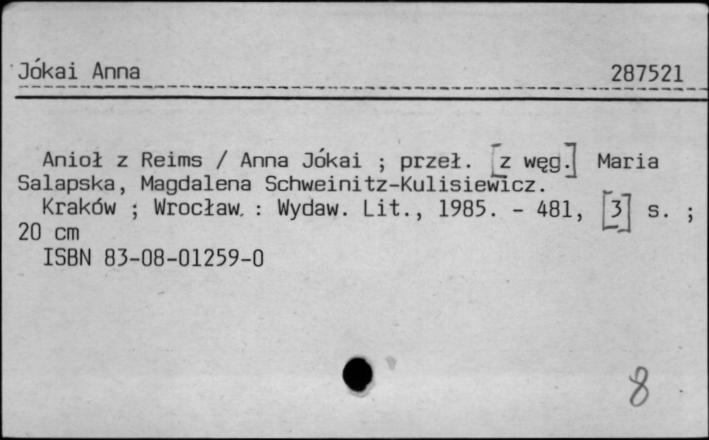 Jókai Anna 287521
Anioł z Reims / Anna Jókai ; przeł. [z węg.] Maria
Salapska, Magdalena Schweinitz-Kulisiewicz.
Kraków ; Wrocław. : Wydaw. Lit., 1985. - 481, [3] s. ;
20 cm
ISBN 83-08-01259-0
8